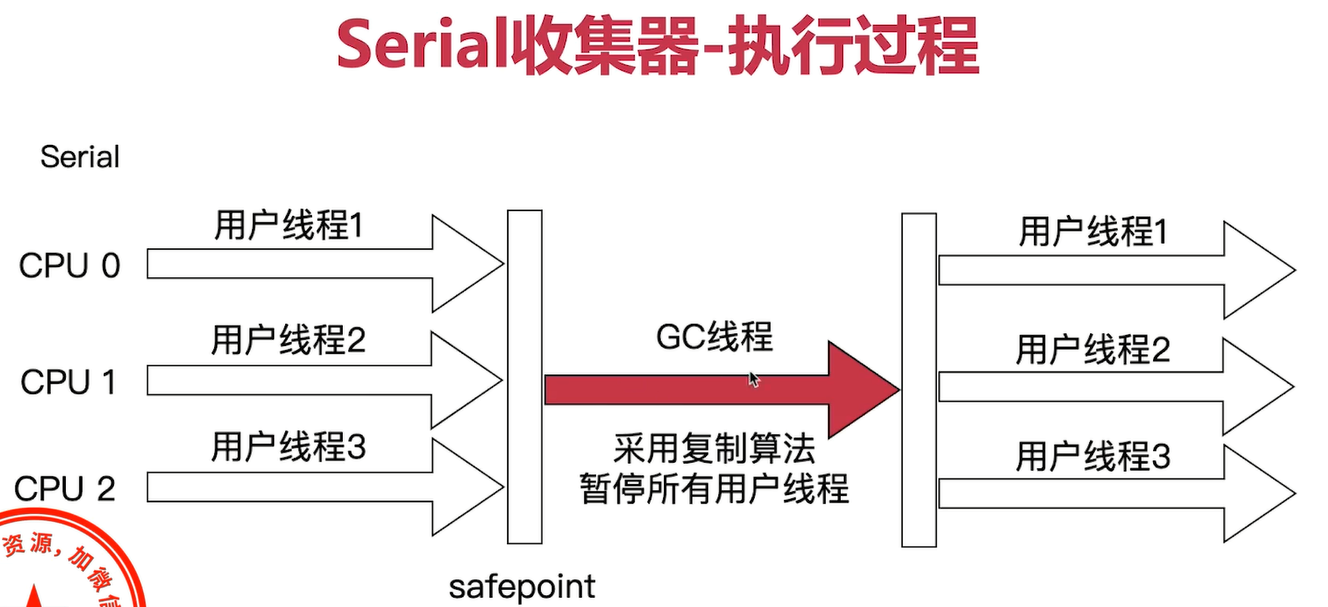 Serial收集器-执行过程
Serial
用户线程1
CPU 0
用户线程2
CPU 1
用户线程3
CPU 2
GC线程
采用复制算法
暂停所有用户线程
用户线程1
用户线程2
用户线程3
safepoint
资源，加微信